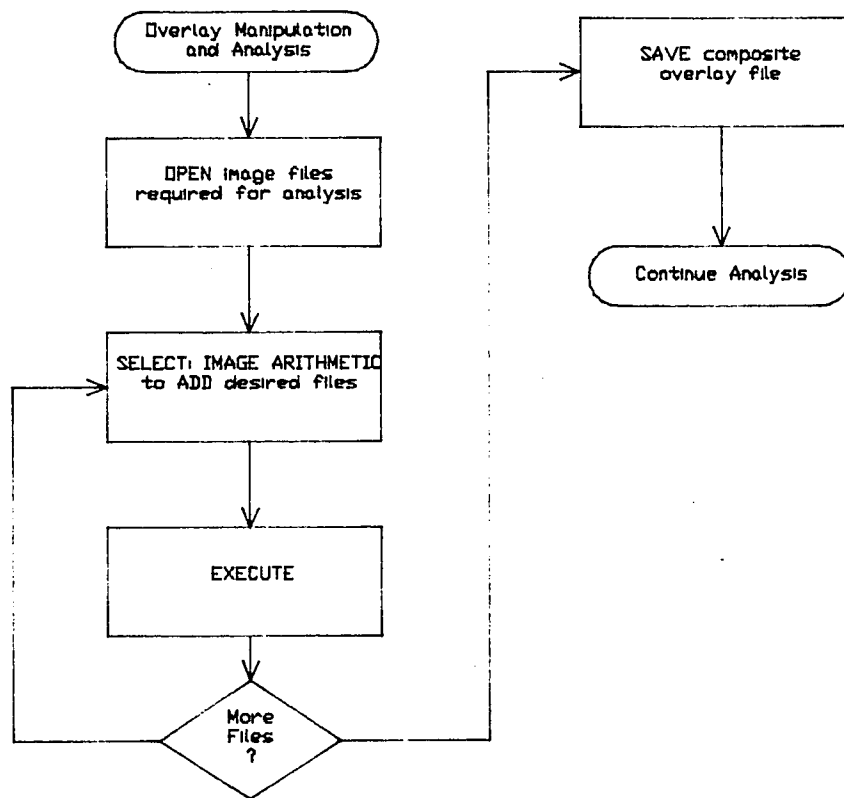 Overlay Manipulation
and Analysis
OPEN image files
required for analysis
SELECT: IMAGE ARITHMETIC
to ADD desired files
EXECUTE
More
Files
?
SAVE composite
overlay file
Continue Analysis